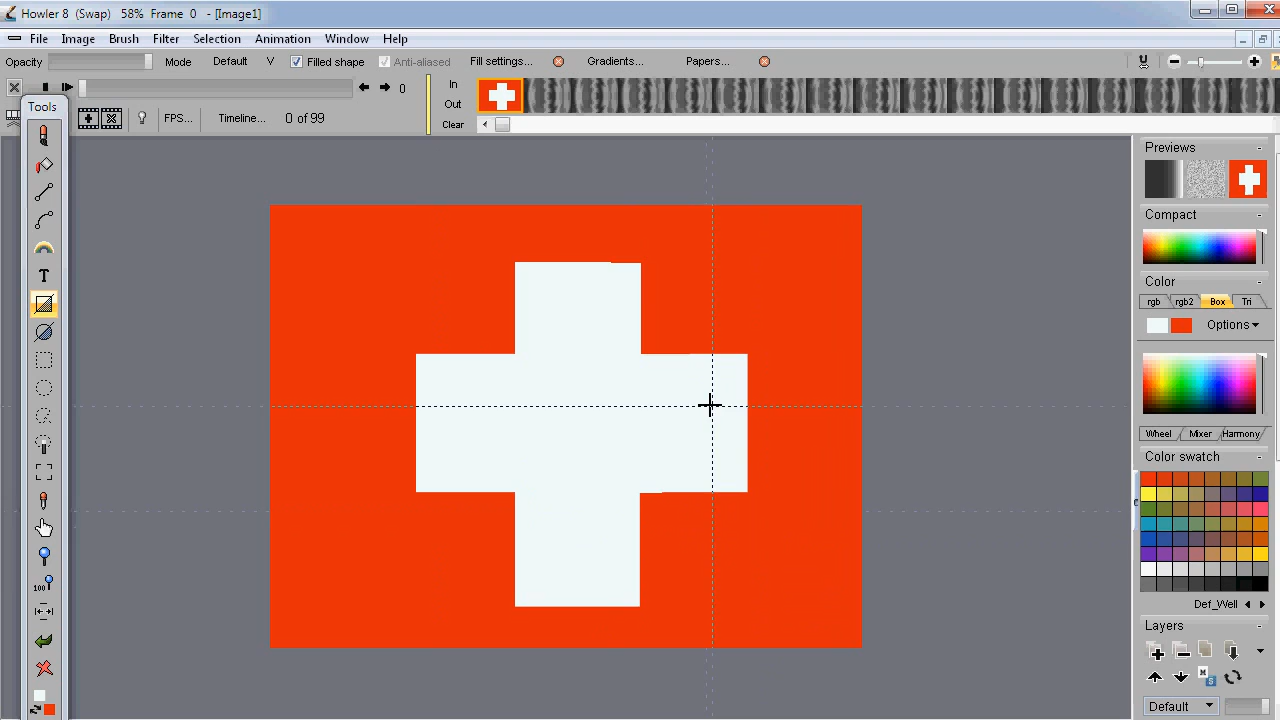 Howler 8 (Swap) 58% Frame 0 - [Image1]
File Image Brush Filter Selection Animation Window Help
Opacity Mode Default V Filled shape Anti-aliased Fill settings... Gradients... Papers... U
0 In
Out
Clear
Tools
FPS... Timeline... 0 of 99
T
100%
Previews
Compact
Color
rgb rgb2 Box Tri
Options
Wheel Mixer Harmony
Color swatch
Def_Well
Layers
M
S
Default